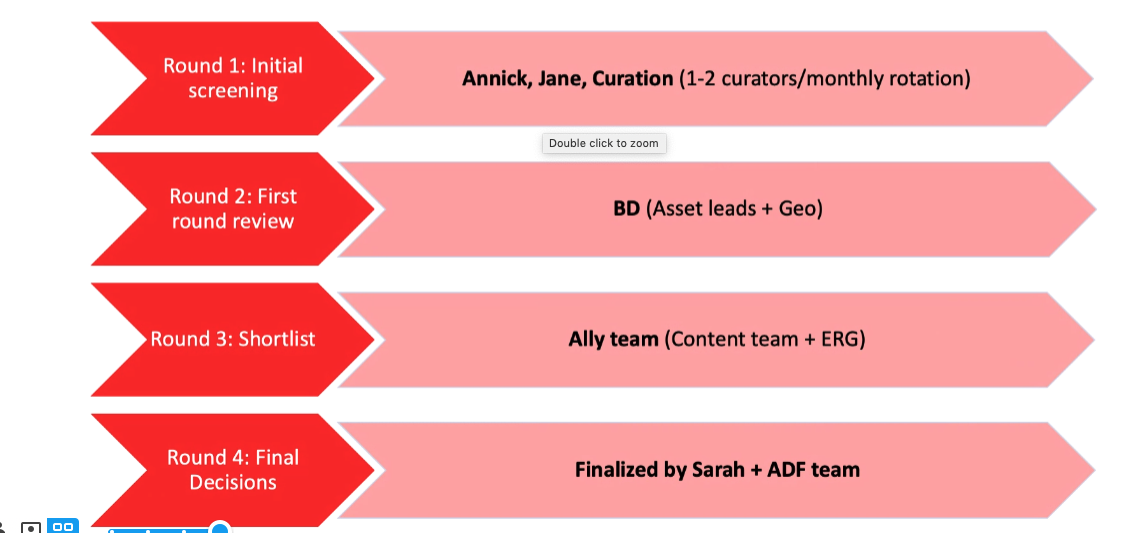 Round 1: Initial
screening
Annick, Jane, Curation (1-2 curators/monthly rotation)
Double click to zoom
Round 2: First
round review
BD (Asset leads + Geo)
Round 3: Shortlist
Ally team (Content team + ERG)
Round 4: Final
Decisions
Finalized by Sarah + ADF team